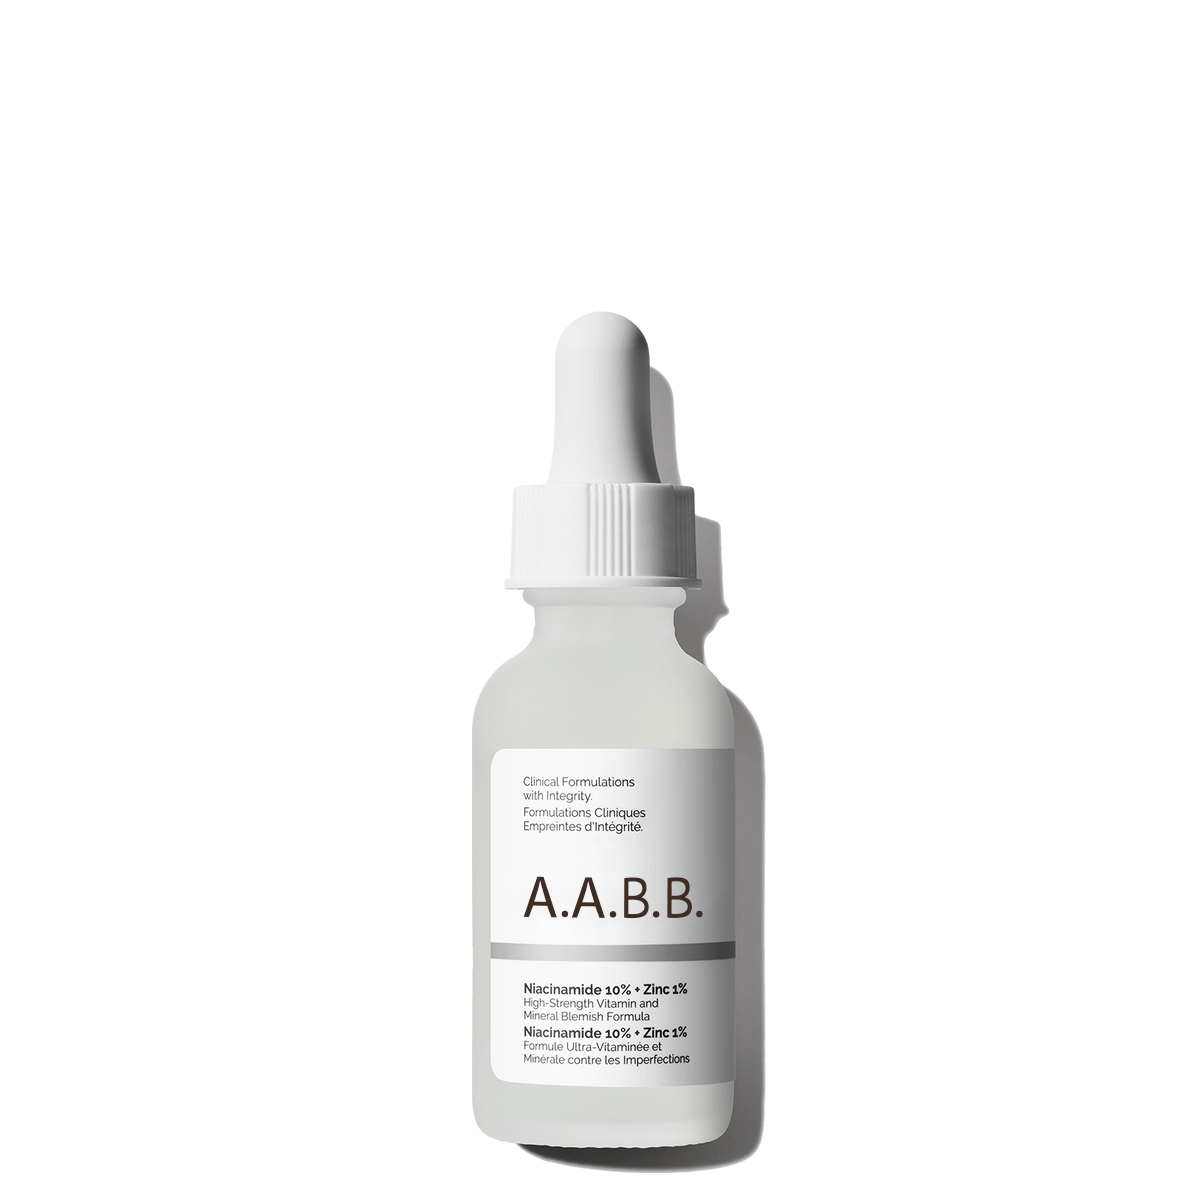 Clinical Formulations
with Integrity.
Formulations Cliniques
Empreintes d'Intégrité.
A.A.B.B.
Niacinamide 10% + Zinc 1%
High-Strength Vitamin and
Mineral Blemish Formula
Niacinamide 10% + Zinc 1%
Formule Ultra-Vitaminée et
Minérale contre les Imperfections